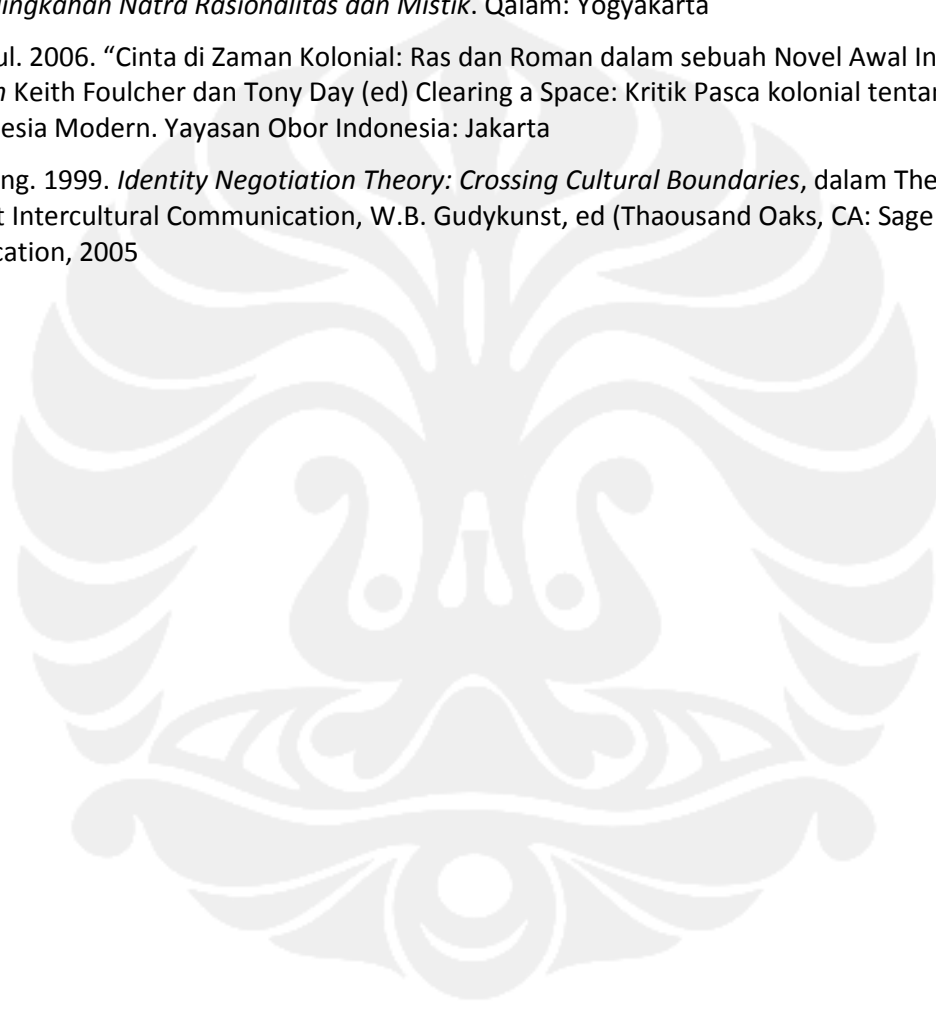 ingkahan Natra Rasionalitas dan Mistik. Qalam: Yogyakarta
ul. 2006. “Cinta di Zaman Kolonial: Ras dan Roman dalam sebuah Novel Awal In
n Keith Foulcher dan Tony Day (ed) Clearing a Space: Kritik Pasca kolonial tentan
esia Modern. Yayasan Obor Indonesia: Jakarta
ng. 1999. Identity Negotiation Theory: Crossing Cultural Boundaries, dalam The
t Intercultural Communication, W.B. Gudykunst, ed (Thaousand Oaks, CA: Sage
cation, 2005